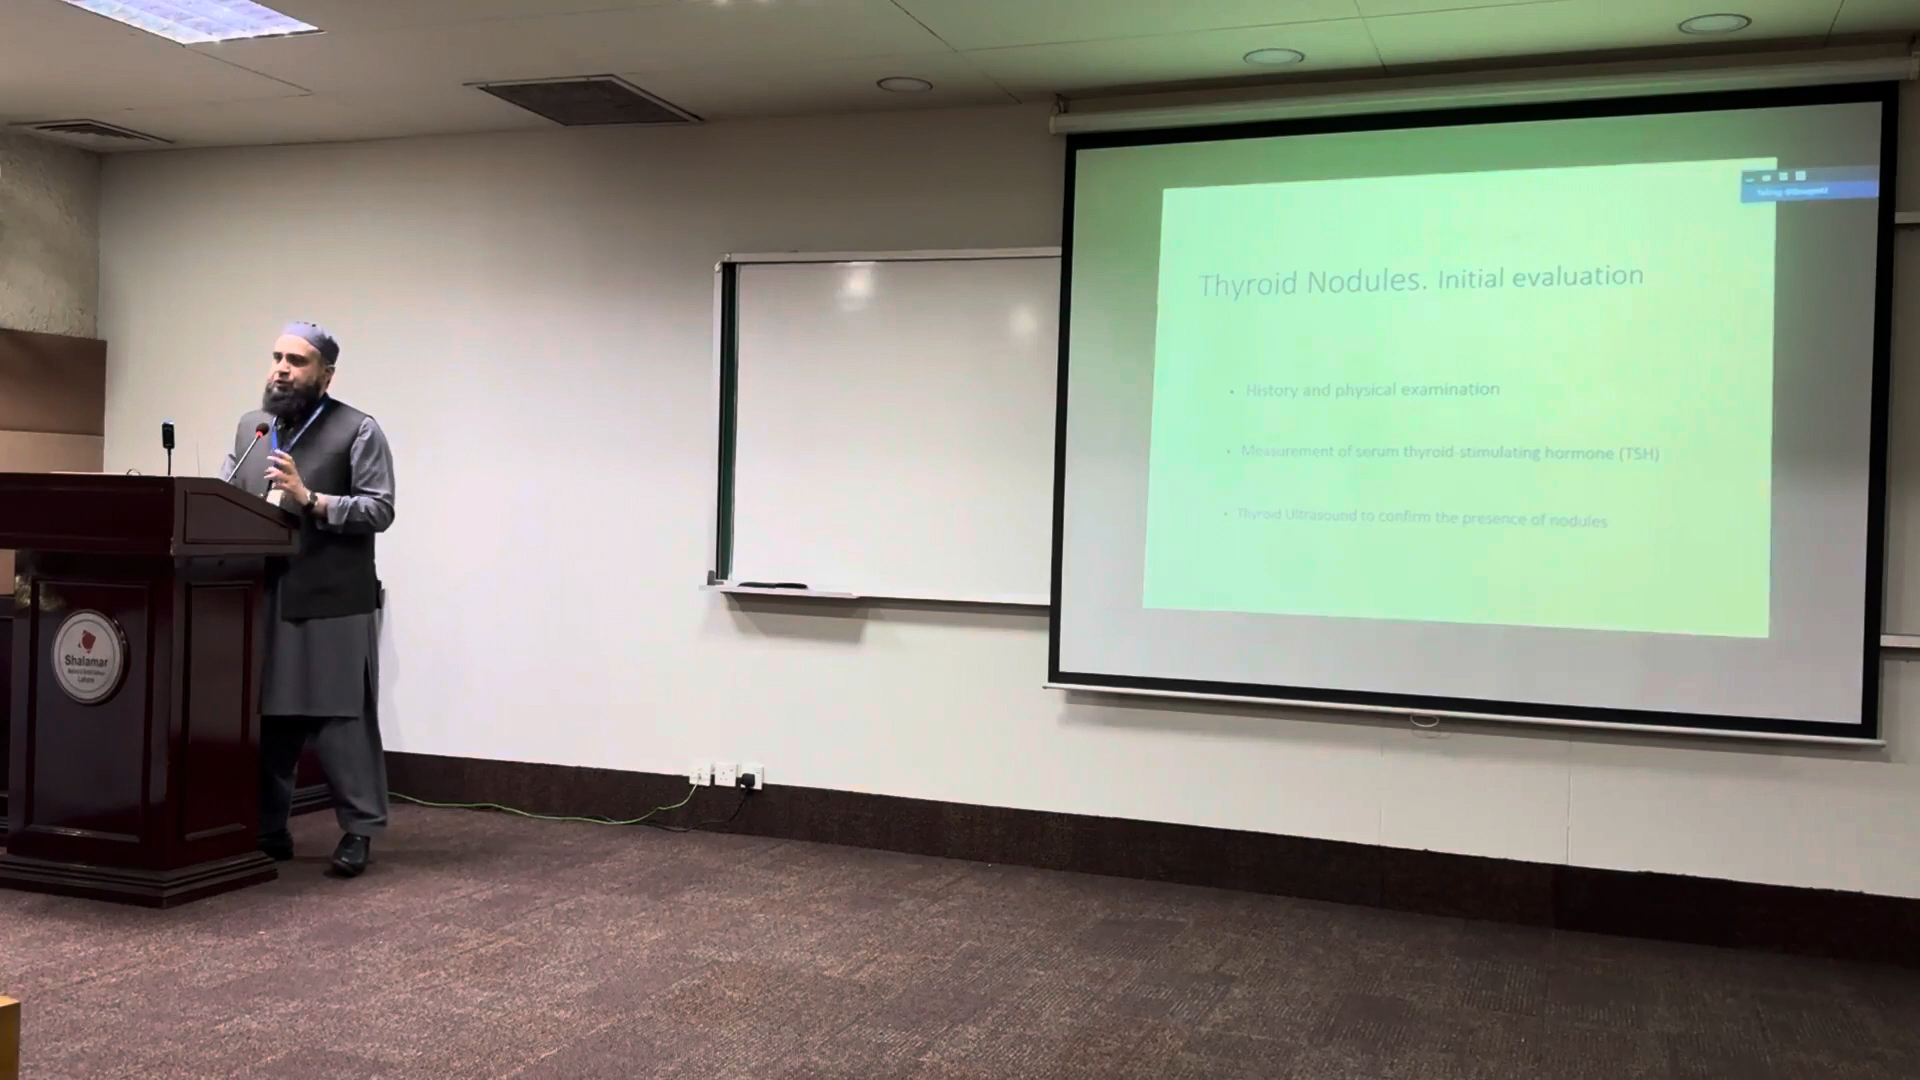 Thyroid Nodules. Initial evaluation
• History and physical examination
• Measurement of serum thyroid-stimulating hormone (TSH)
• Thyroid Ultrasound to confirm the presence of nodules
Shalamar
Lahore